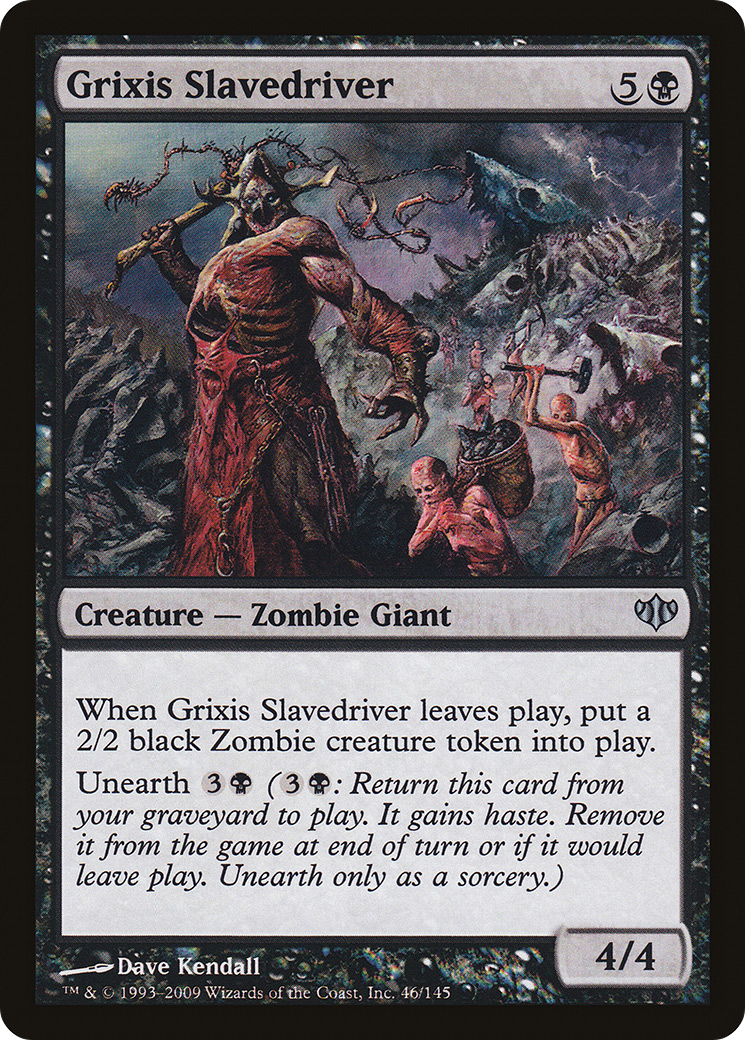 Grixis Slavedriver 5
Creature — Zombie Giant
When Grixis Slavedriver leaves play, put a
2/2 black Zombie creature token into play.
Unearth 3 (3: Return this card from
your graveyard to play. It gains haste. Remove
it from the game at end of turn or if it would
leave play. Unearth only as a sorcery.)
4/4
Dave Kendall
™ & © 1993–2009 Wizards of the Coast, Inc. 46/145